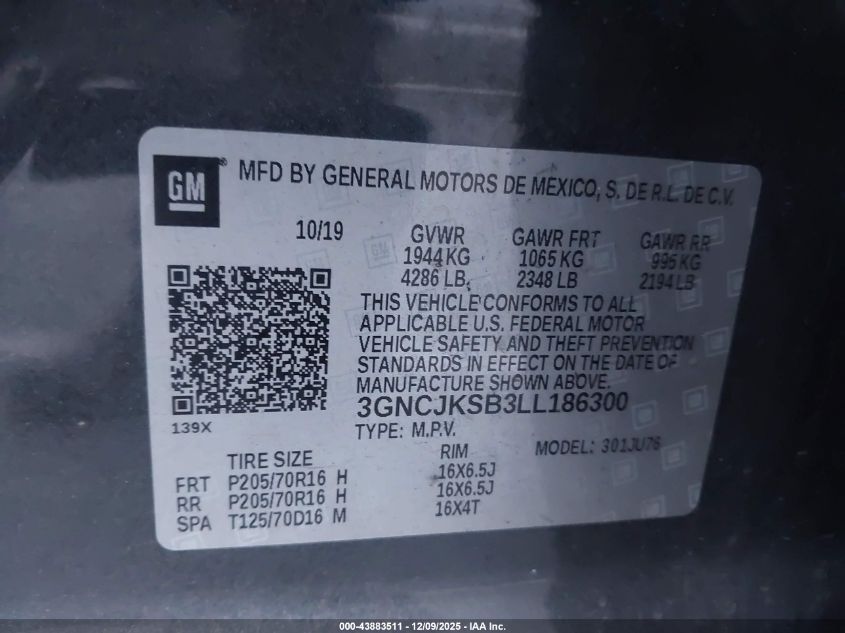 GM ® MFD BY GENERAL MOTORS DE MEXICO, S. DE R.L. DE C.V.
10/19 GVWR GAWR FRT GAWR RR
1944 KG 1065 KG 995 KG
4286 LB. 2348 LB 2194 LB
THIS VEHICLE CONFORMS TO ALL
APPLICABLE U.S. FEDERAL MOTOR
VEHICLE SAFETY AND THEFT PREVENTION
STANDARDS IN EFFECT ON THE DATE OF
MANUFACTURE SHOWN ABOVE.
3GNCJKSB3LL186300
139X
TYPE: M.P.V. MODEL: 301JU76
TIRE SIZE RIM
FRT P205/70R16 H 16X6.5J
RR P205/70R16 H 16X6.5J
SPA T125/70D16 M 16X4T
000-43883511 - 12/09/2025 - IAA Inc.